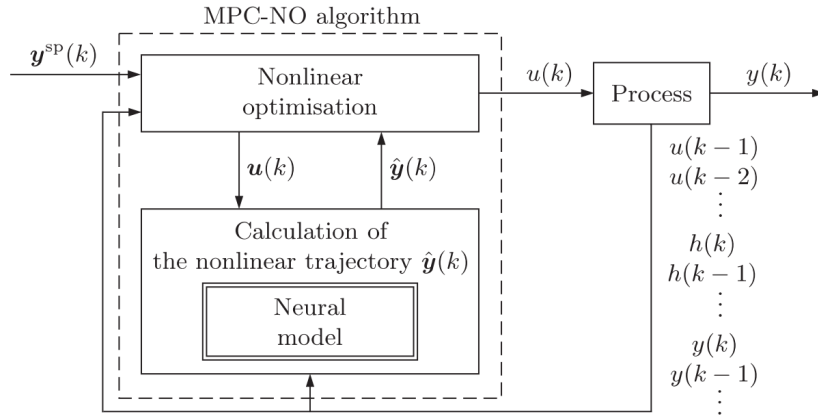 MPC-NO algorithm
y^sp(k)
Nonlinear
optimisation
u(k)
Process
y(k)
u(k)
ŷ(k)
Calculation of
the nonlinear trajectory ŷ(k)
Neural
model
u(k − 1)
u(k − 2)
⋮
h(k)
h(k − 1)
⋮
y(k)
y(k − 1)
⋮